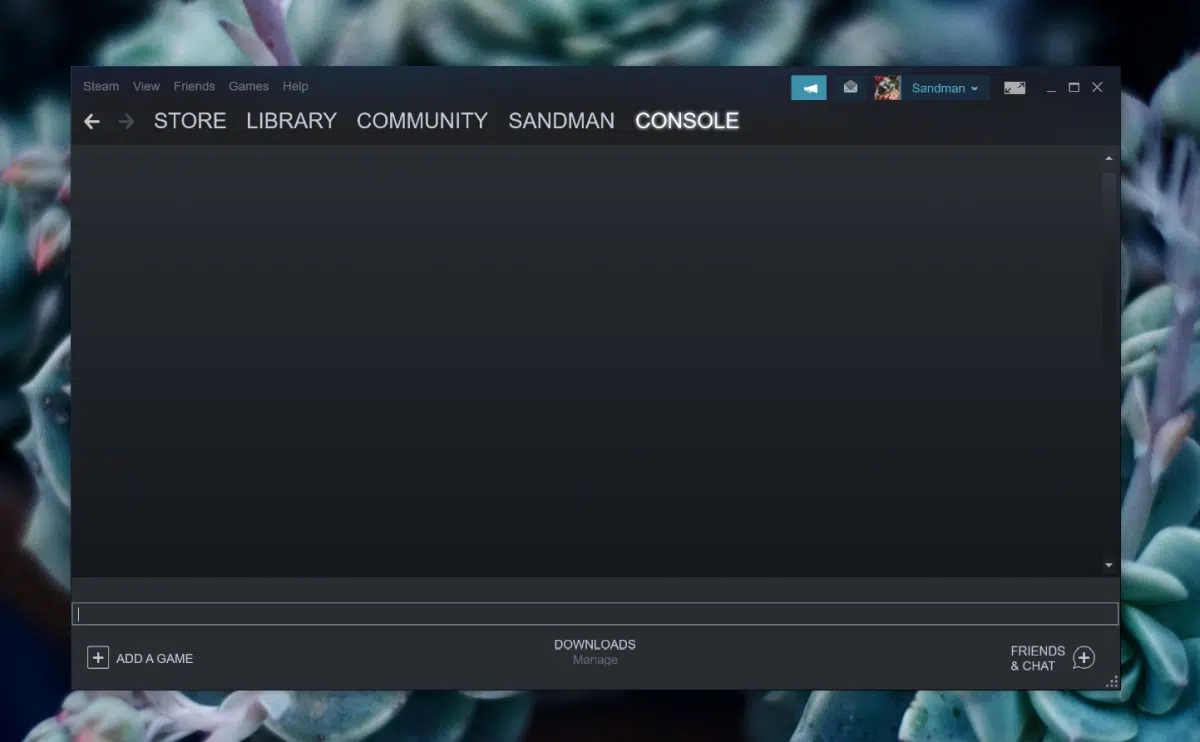 Steam View Friends Games Help
Sandman
STORE LIBRARY COMMUNITY SANDMAN CONSOLE
ADD A GAME
DOWNLOADS
Manage
FRIENDS
& CHAT